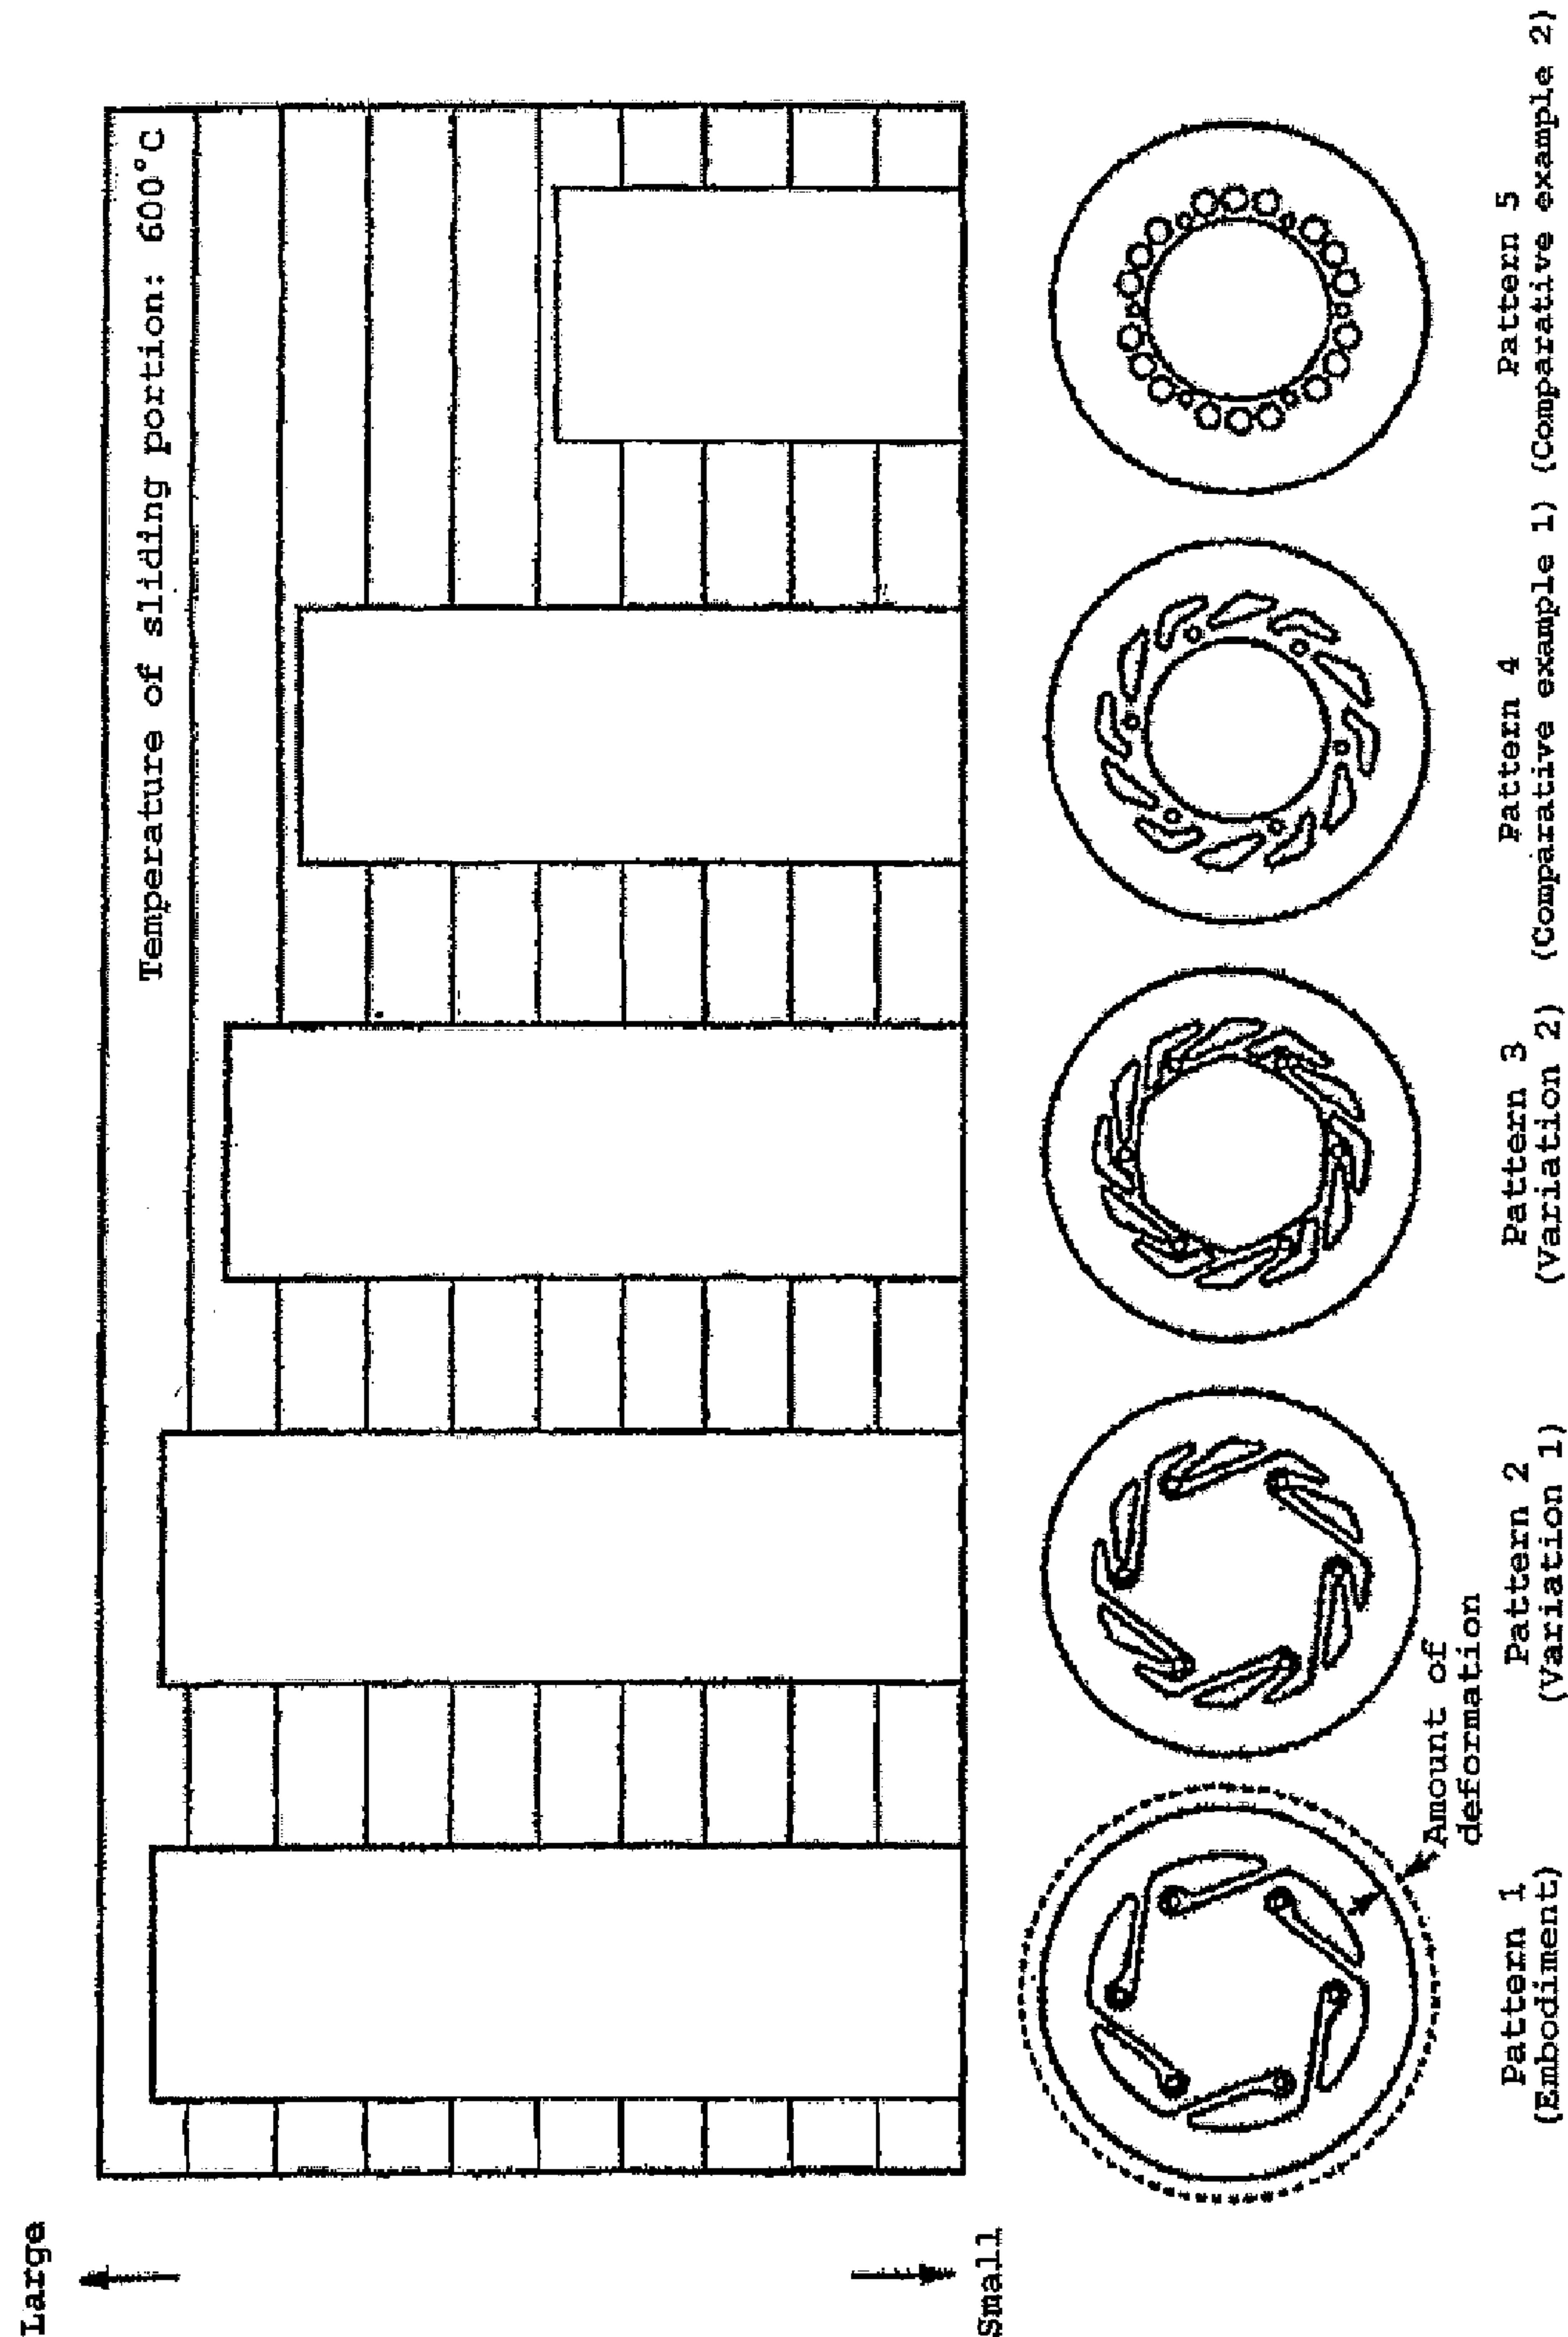 Large
Small
Temperature of sliding portion: 600°C
Amount of
deformation
Pattern 1
(Embodiment)
Pattern 2
(Variation 1)
Pattern 3
(Variation 2)
Pattern 4
(Comparative example 1)
Pattern 5
(Comparative example 2)